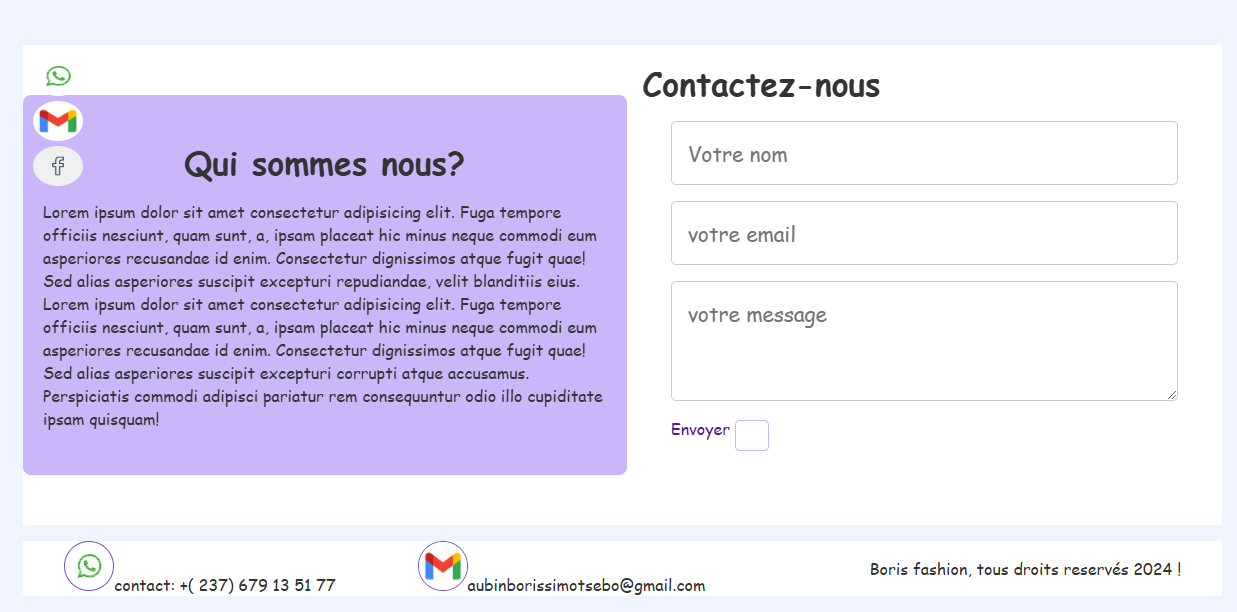 Qui sommes nous?
Lorem ipsum dolor sit amet consectetur adipisicing elit. Fuga tempore
officiis nesciunt, quam sunt, a, ipsam placeat hic minus neque commodi eum
asperiores recusandae id enim. Consectetur dignissimos atque fugit quae!
Sed alias asperiores suscipit excepturi repudiandae, velit blanditiis eius.
Lorem ipsum dolor sit amet consectetur adipisicing elit. Fuga tempore
officiis nesciunt, quam sunt, a, ipsam placeat hic minus neque commodi eum
asperiores recusandae id enim. Consectetur dignissimos atque fugit quae!
Sed alias asperiores suscipit excepturi corrupti atque accusamus.
Perspiciatis commodi adipisci pariatur rem consequuntur odio illo cupiditate
ipsam quisquam!
Contactez-nous
Votre nom
votre email
votre message
Envoyer
contact: +( 237) 679 13 51 77
aubinborissimotsebo@gmail.com
Boris fashion, tous droits reservés 2024 !